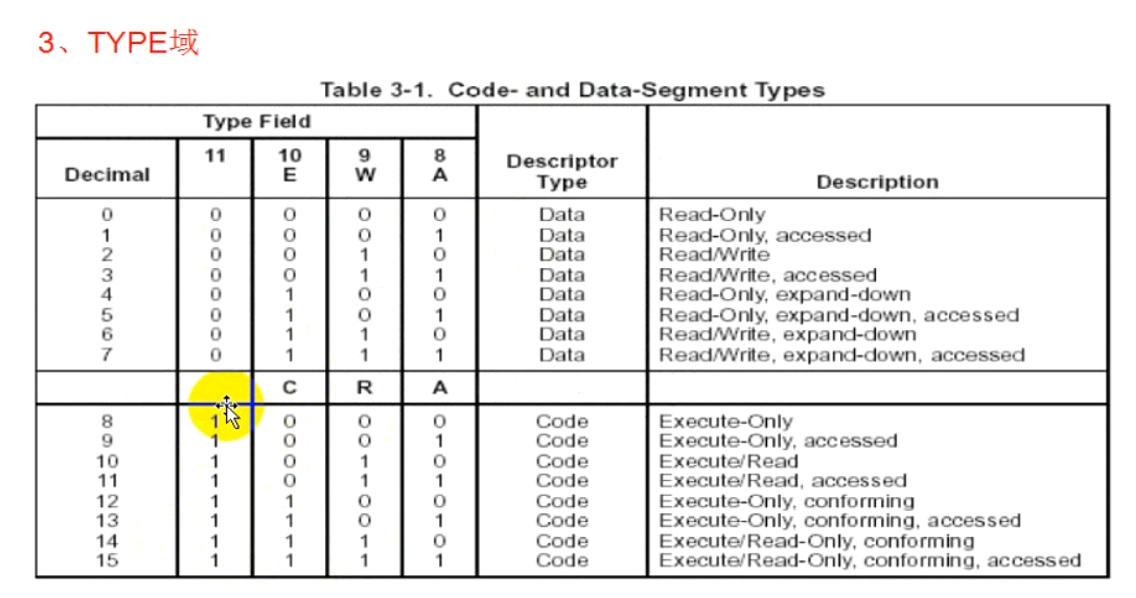 3、TYPE域
Table 3-1. Code- and Data-Segment Types
Type Field Descriptor Type Description
Decimal 11 10 E 9 W 8 A
0 0 0 0 0 Data Read-Only
1 0 0 0 1 Data Read-Only, accessed
2 0 0 1 0 Data Read/Write
3 0 0 1 1 Data Read/Write, accessed
4 0 1 0 0 Data Read-Only, expand-down
5 0 1 0 1 Data Read-Only, expand-down, accessed
6 0 1 1 0 Data Read/Write, expand-down
7 0 1 1 1 Data Read/Write, expand-down, accessed
C R A
8 1 0 0 0 Code Execute-Only
9 1 0 0 1 Code Execute-Only, accessed
10 1 0 1 0 Code Execute/Read
11 1 0 1 1 Code Execute/Read, accessed
12 1 1 0 0 Code Execute-Only, conforming
13 1 1 0 1 Code Execute-Only, conforming, accessed
14 1 1 1 0 Code Execute/Read-Only, conforming
15 1 1 1 1 Code Execute/Read-Only, conforming, accessed